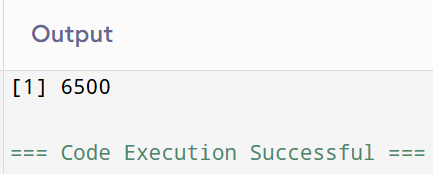 Output
[1] 6500
=== Code Execution Successful ===